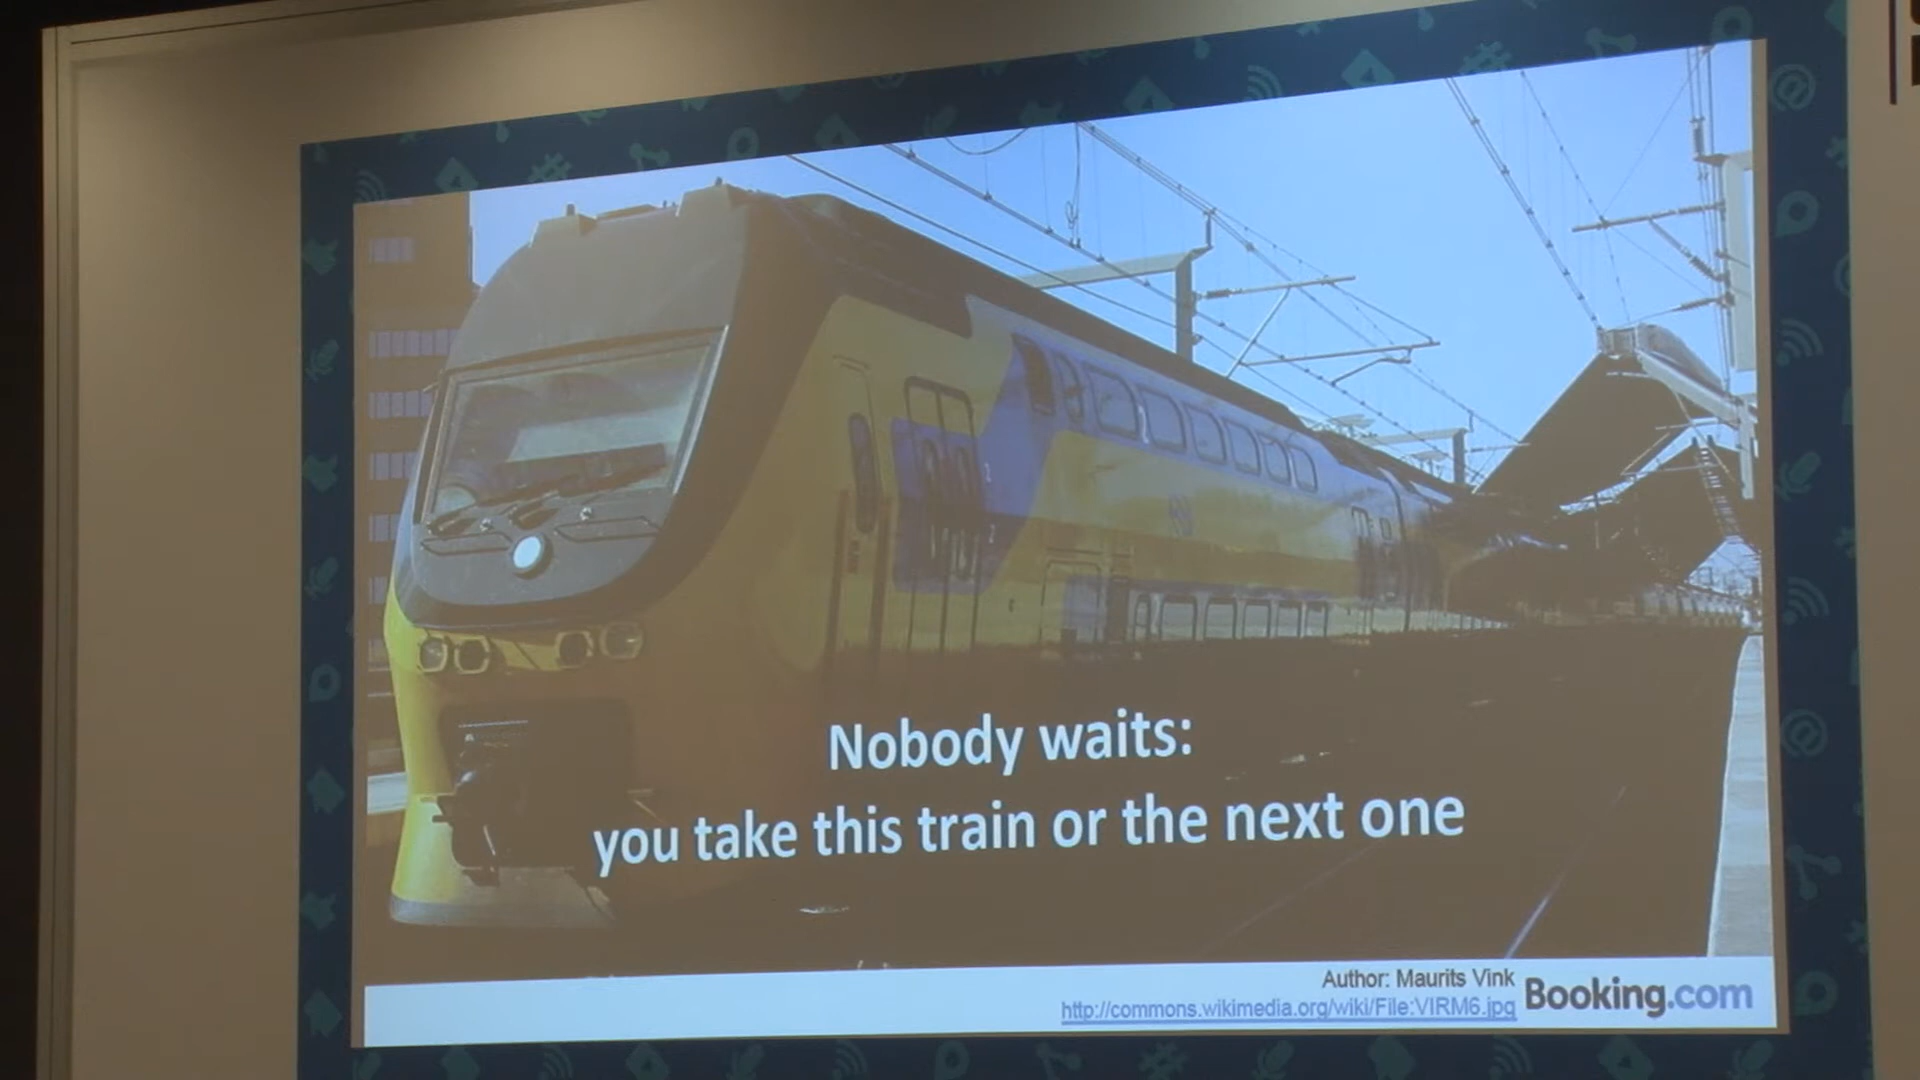 Nobody waits:
you take this train or the next one
Author: Maurits Vink
http://commons.wikimedia.org/wiki/File:VIRM6.jpg
Booking.com